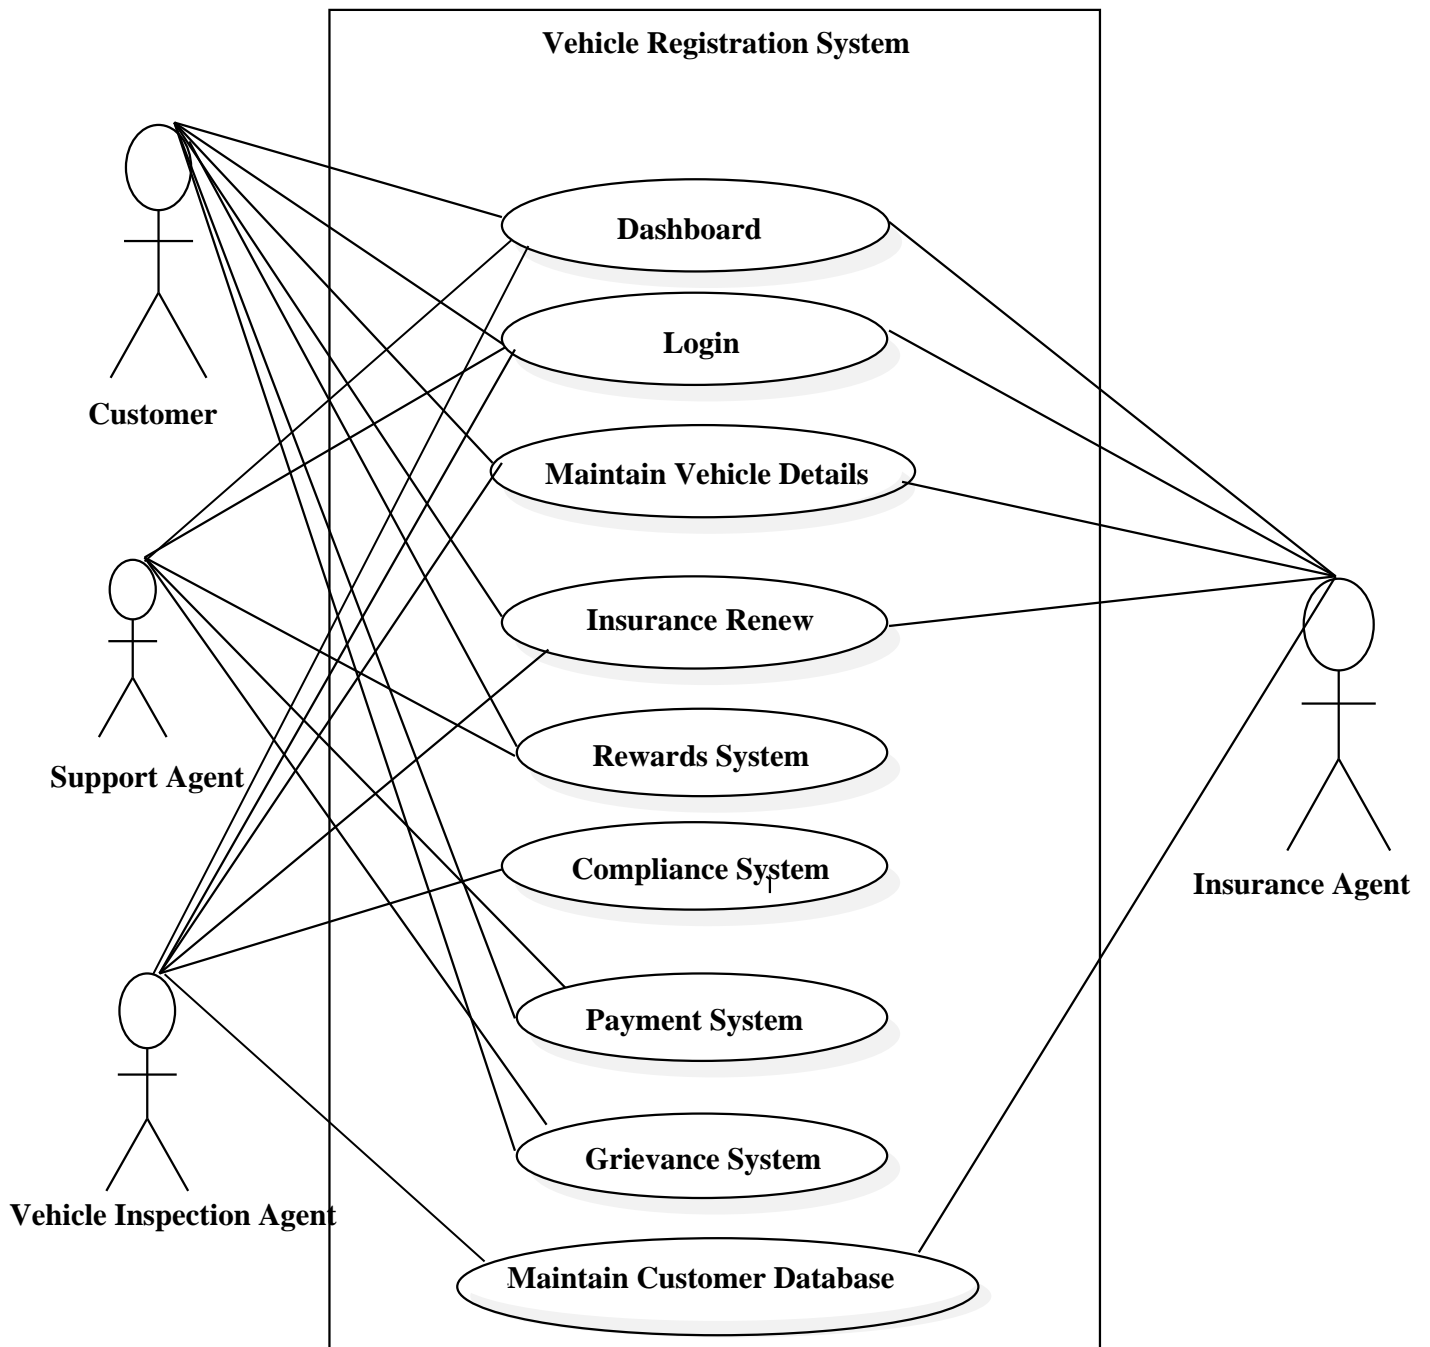 Vehicle Registration System
Dashboard
Login
Customer
Maintain Vehicle Details
Insurance Renew
Rewards System
Support Agent
Compliance System
Insurance Agent
Payment System
Grievance System
Vehicle Inspection Agent
Maintain Customer Database